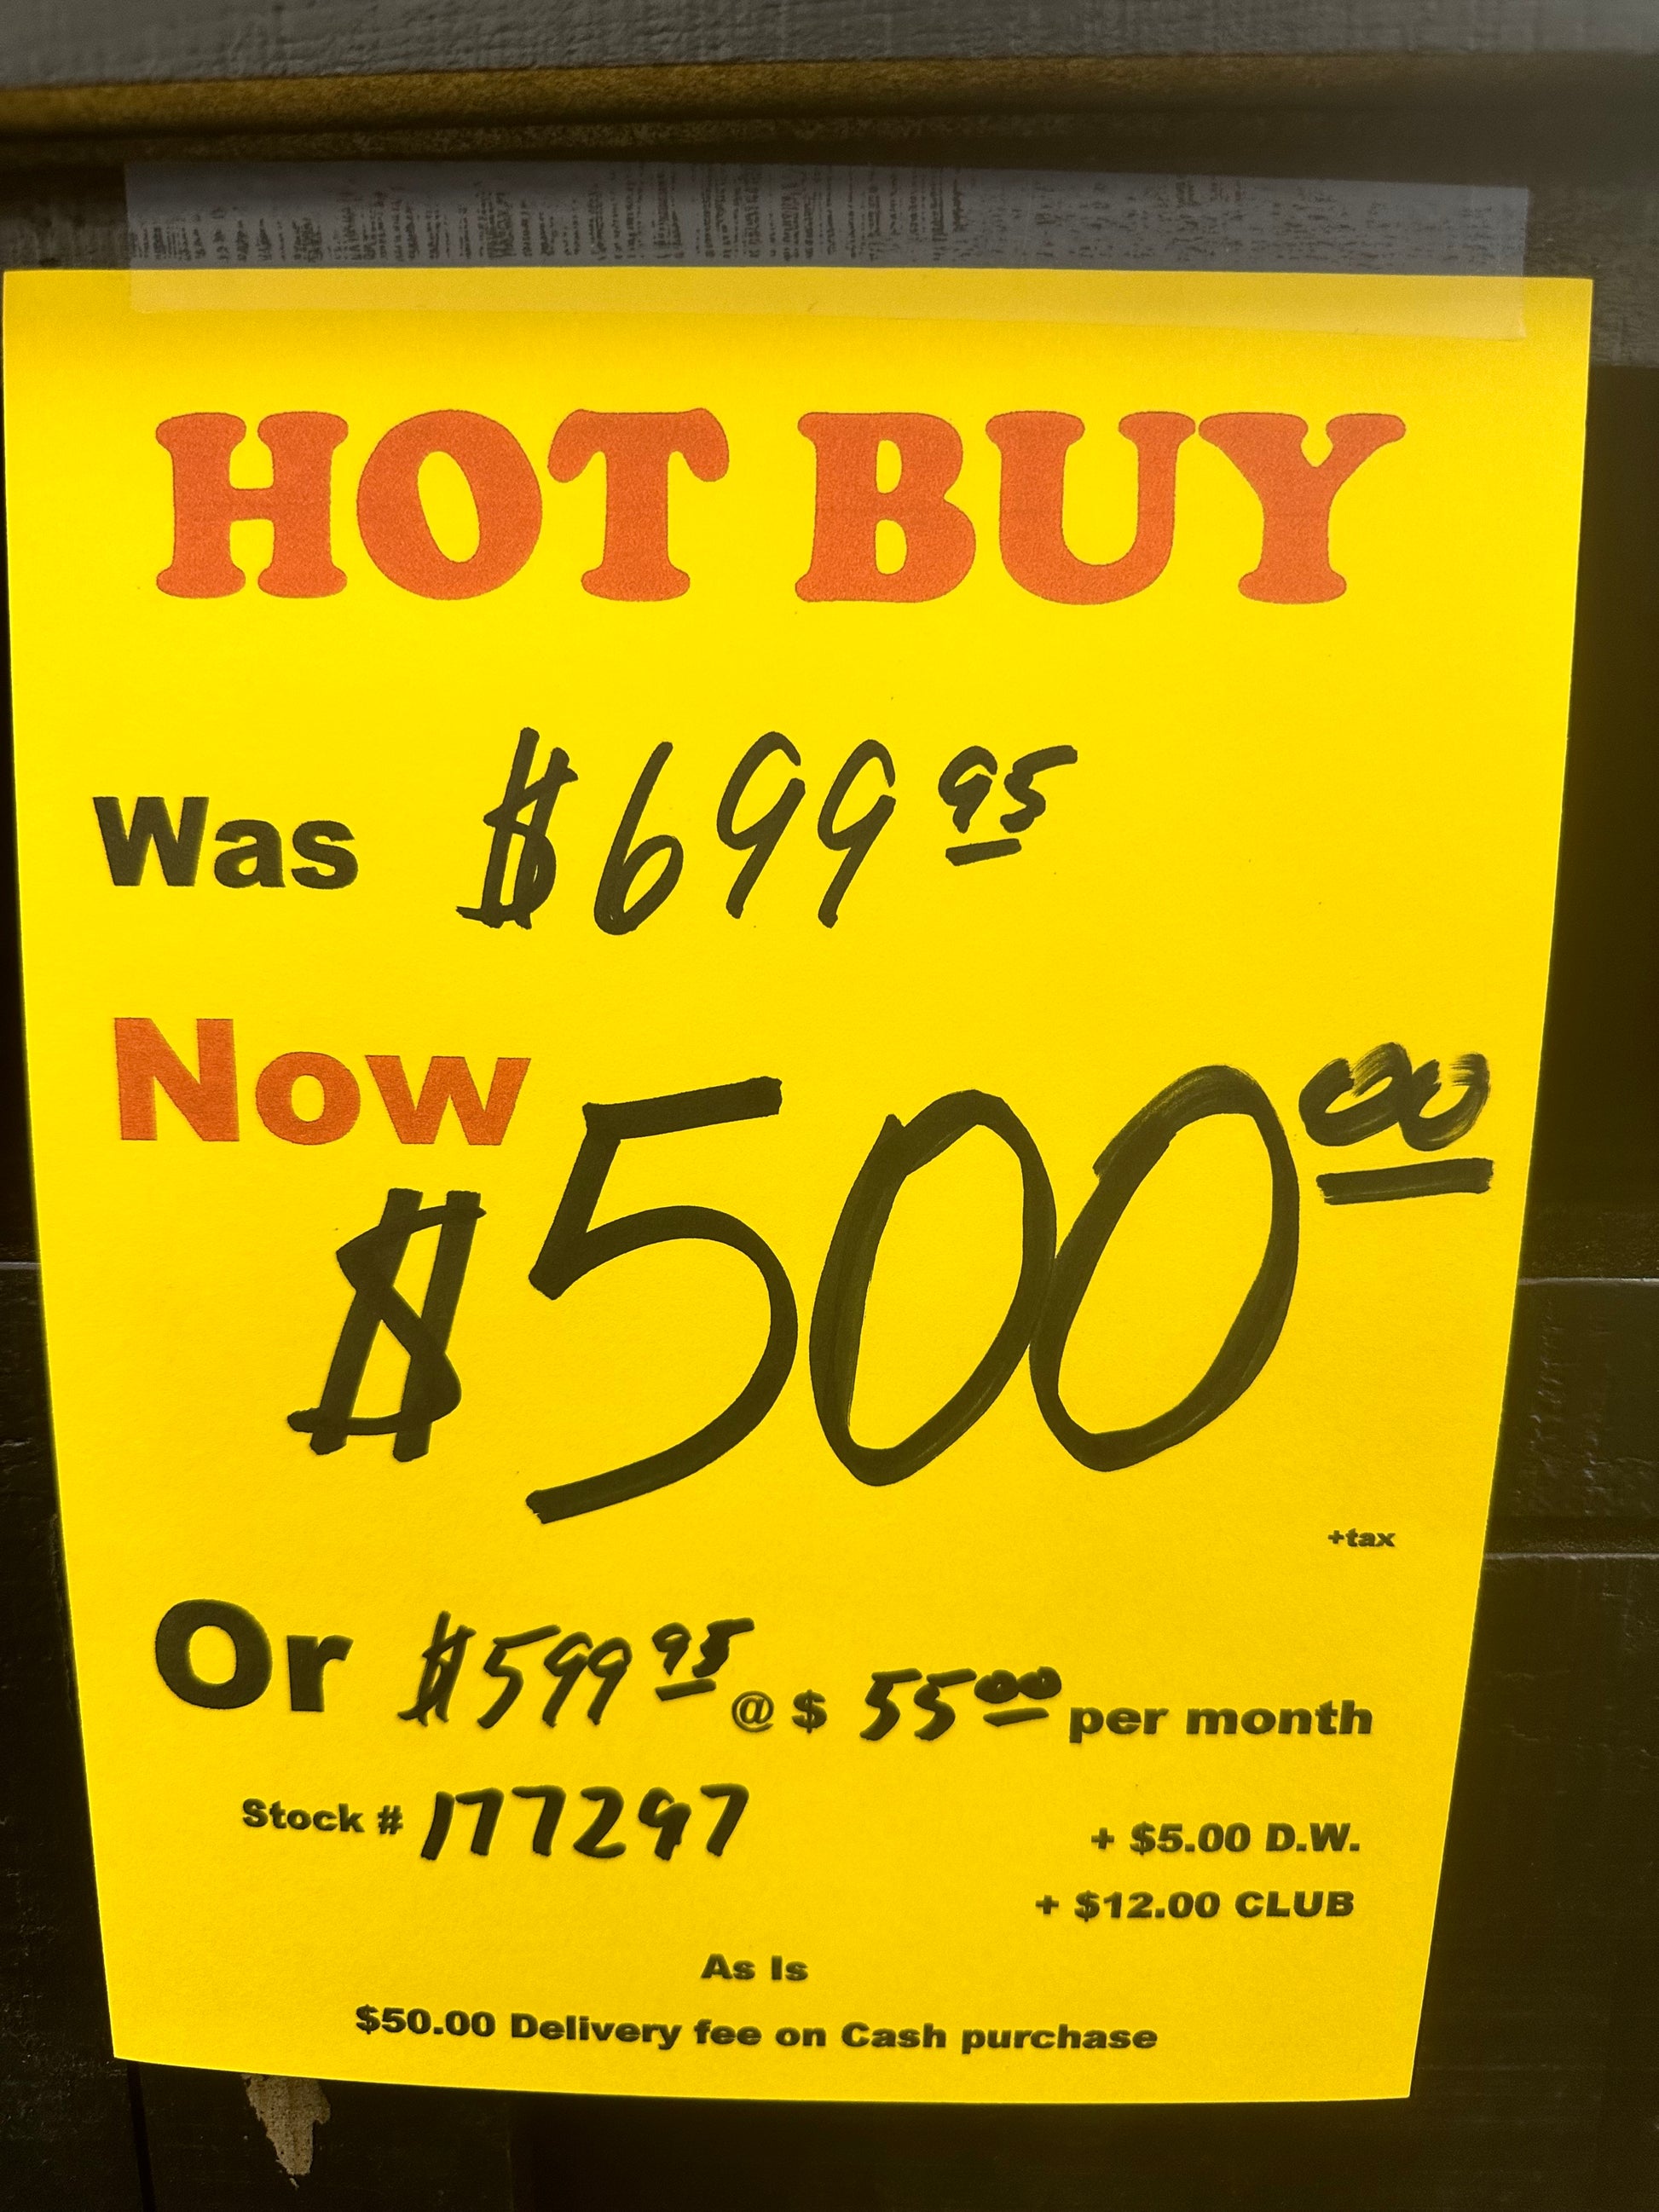 HOT BUY
Was $699.95
Now
$500.00
+tax
Or $599.95 @ $ 55.00 per month
Stock # 177297
+ $5.00 D.W.
+ $12.00 CLUB
As Is
$50.00 Delivery fee on Cash purchase